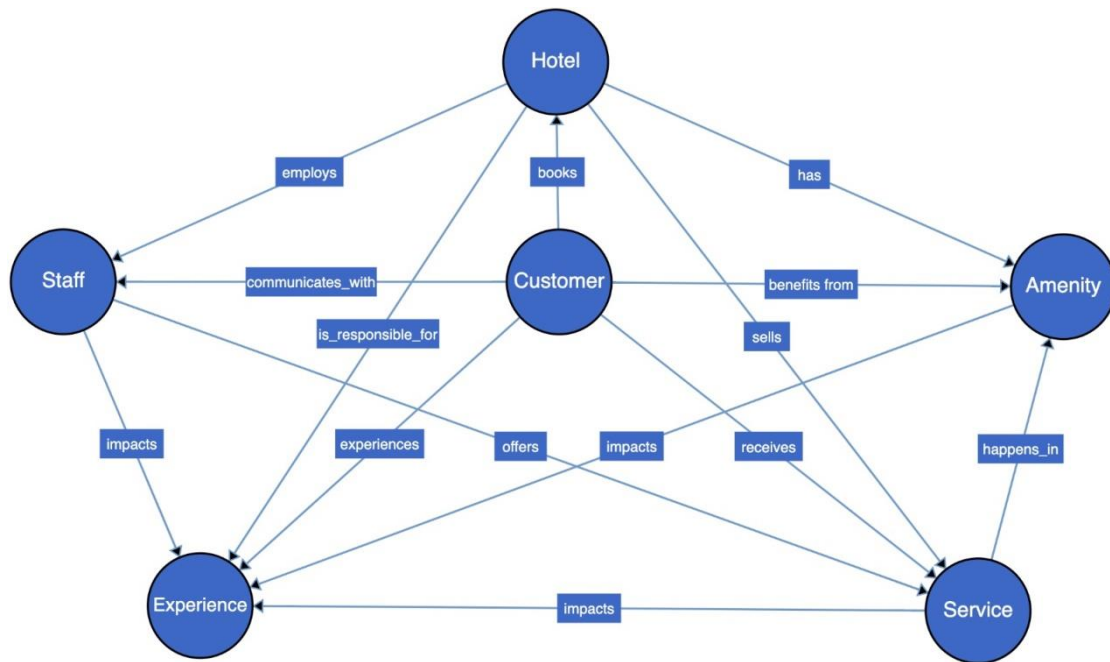 Hotel
employs
books
has
Staff
communicates_with
Customer
benefits from
Amenity
is_responsible_for
sells
impacts
experiences
offers
impacts
receives
happens_in
Experience
impacts
Service